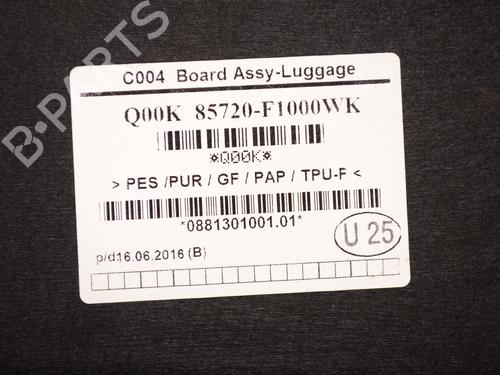 C004 Board Assy-Luggage
Q00K 85720-F1000WK
*Q00K*
> PES /PUR / GF / PAP / TPU-F <
*0881301001.01*
p/d16.06.2016 (B)
U 25
B-PARTS